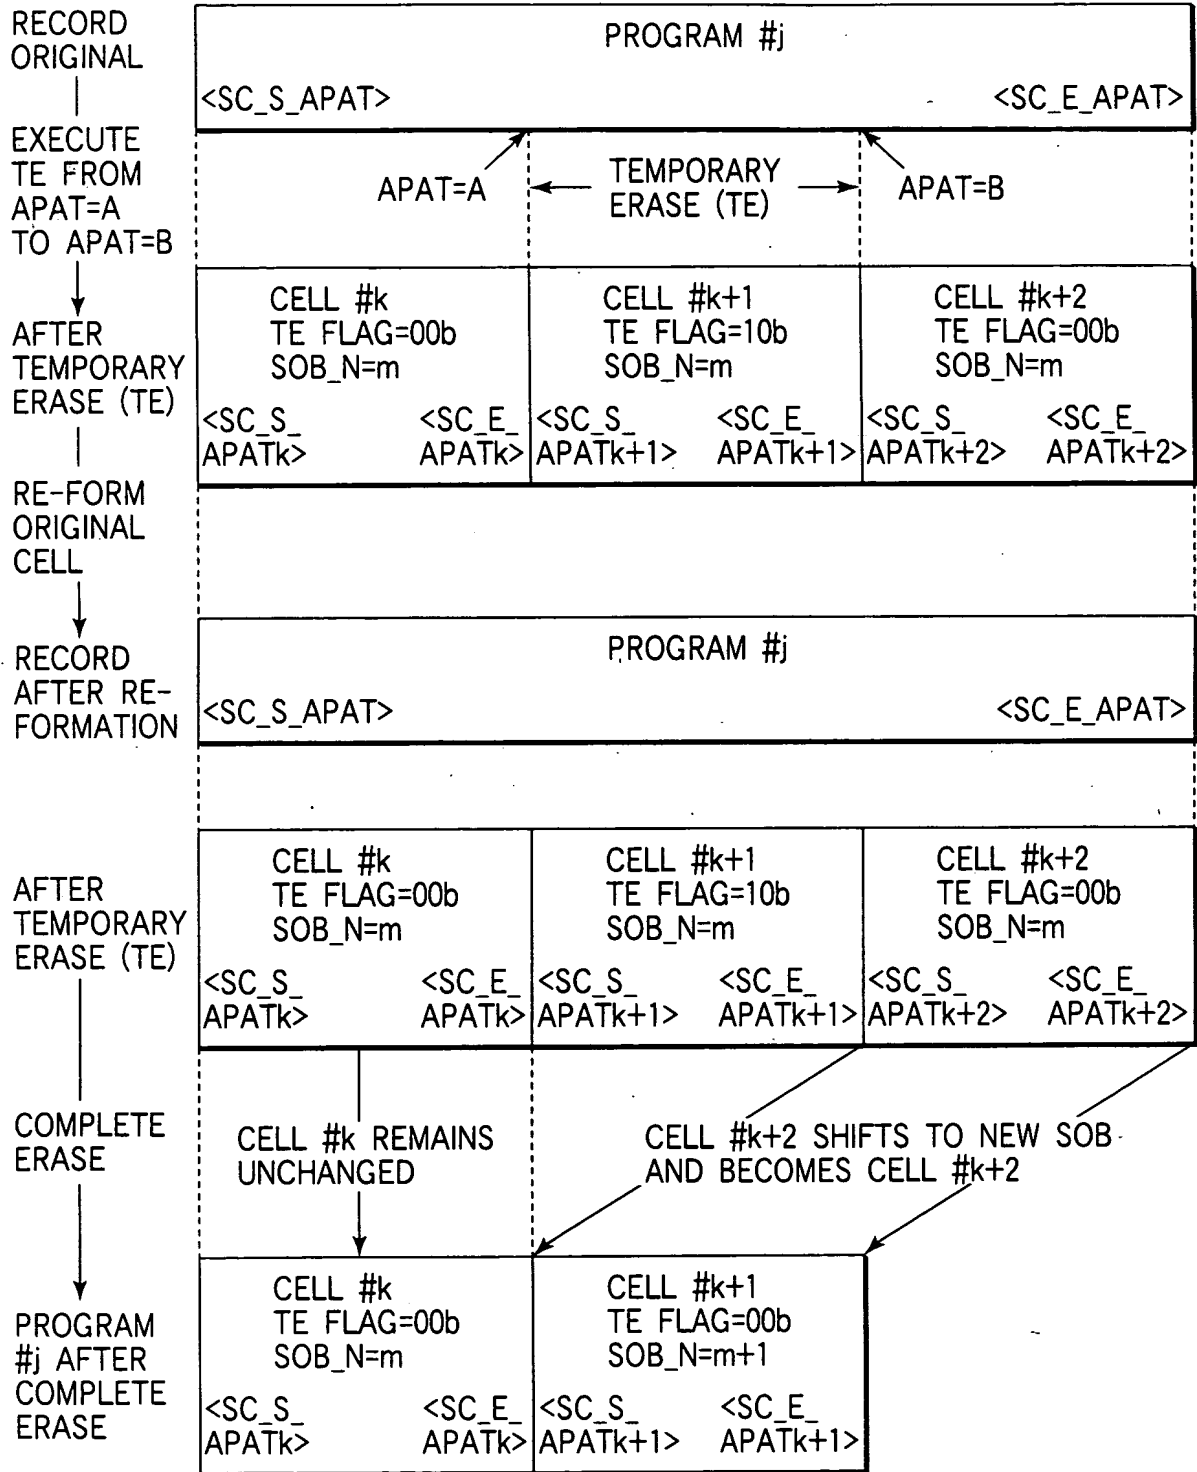 RECORD
ORIGINAL
PROGRAM #j
<SC_S_APAT>
<SC_E_APAT>
EXECUTE
TE FROM
APAT=A
TO APAT=B
APAT=A
TEMPORARY
ERASE (TE)
APAT=B
AFTER
TEMPORARY
ERASE (TE)
CELL #k
TE FLAG=00b
SOB_N=m
<SC_S_
APATk>
<SC_E_
APATk>
CELL #k+1
TE FLAG=10b
SOB_N=m
<SC_S_
APATk+1>
<SC_E_
APATk+1>
CELL #k+2
TE FLAG=00b
SOB_N=m
<SC_S_
APATk+2>
<SC_E_
APATk+2>
RE-FORM
ORIGINAL
CELL
RECORD
AFTER RE-
FORMATION
PROGRAM #j
<SC_S_APAT>
<SC_E_APAT>
AFTER
TEMPORARY
ERASE (TE)
CELL #k
TE FLAG=00b
SOB_N=m
<SC_S_
APATk>
<SC_E_
APATk>
CELL #k+1
TE FLAG=10b
SOB_N=m
<SC_S_
APATk+1>
<SC_E_
APATk+1>
CELL #k+2
TE FLAG=00b
SOB_N=m
<SC_S_
APATk+2>
<SC_E_
APATk+2>
COMPLETE
ERASE
CELL #k REMAINS
UNCHANGED
CELL #k+2 SHIFTS TO NEW SOB
AND BECOMES CELL #k+2
PROGRAM
#j AFTER
COMPLETE
ERASE
CELL #k
TE FLAG=00b
SOB_N=m
<SC_S_
APATk>
<SC_E_
APATk>
CELL #k+1
TE FLAG=00b
SOB_N=m+1
<SC_S_
APATk+1>
<SC_E_
APATk+1>